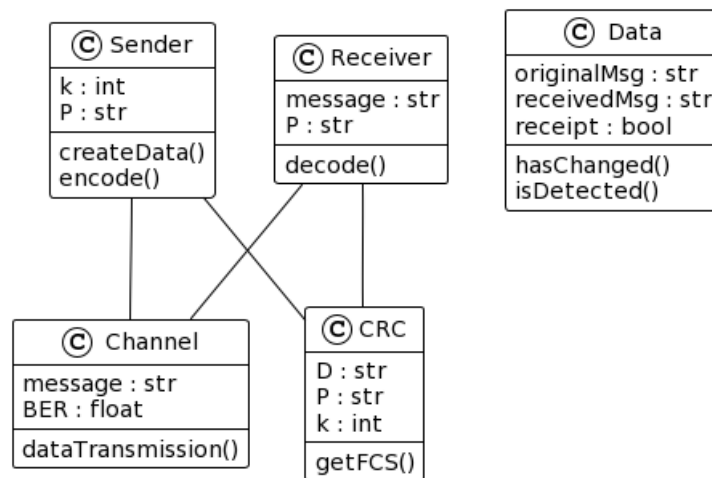 C Sender
k : int
P : str
createData()
encode()
C Receiver
message : str
P : str
decode()
C Data
originalMsg : str
receivedMsg : str
receipt : bool
hasChanged()
isDetected()
C Channel
message : str
BER : float
dataTransmission()
C CRC
D : str
P : str
k : int
getFCS()